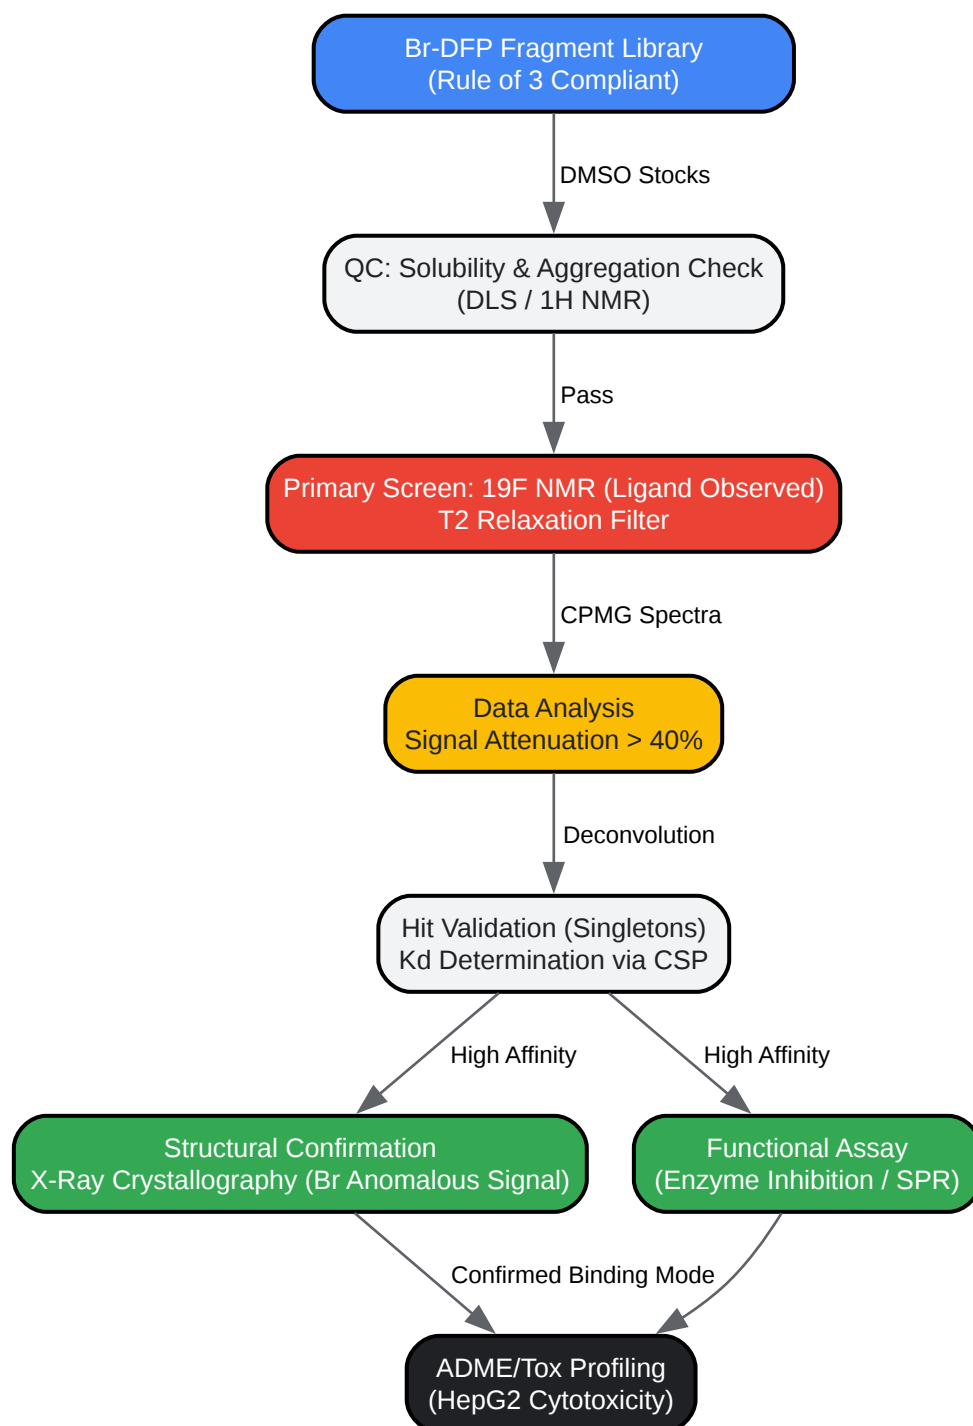 Br-DFP Fragment Library
(Rule of 3 Compliant)
DMSO Stocks
QC: Solubility & Aggregation Check
(DLS / 1H NMR)
Pass
Primary Screen: 19F NMR (Ligand Observed)
T2 Relaxation Filter
CPMG Spectra
Data Analysis
Signal Attenuation > 40%
Deconvolution
Hit Validation (Singletons)
Kd Determination via CSP
High Affinity
High Affinity
Structural Confirmation
X-Ray Crystallography (Br Anomalous Signal)
Functional Assay
(Enzyme Inhibition / SPR)
Confirmed Binding Mode
ADME/Tox Profiling
(HepG2 Cytotoxicity)